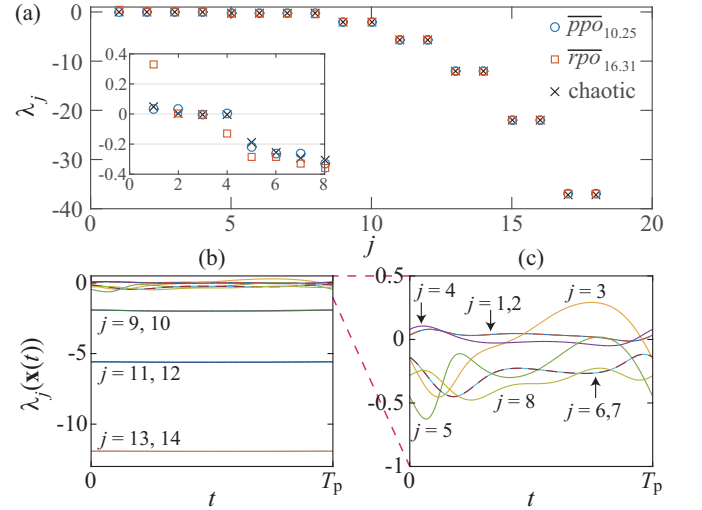 (a)
0
-10
-20
-30
-40
λj
0
5
10
15
20
j
0.4
0.2
0
-0.2
-0.4
0
2
4
6
8
ppo10.25
rpo16.31
chaotic
(b)
0
-5
-10
λj(x(t))
j = 9, 10
j = 11, 12
j = 13, 14
0
t
Tp
(c)
0.5
0
-0.5
-1
j = 4
j = 1,2
j = 3
j = 5
j = 8
j = 6,7
0
t
Tp